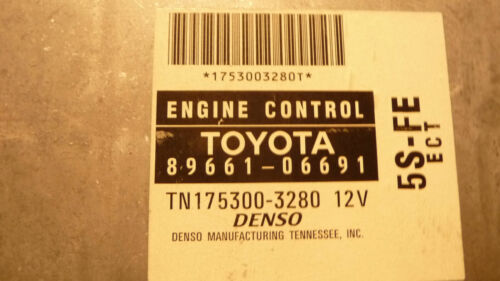 *1753003280T*
ENGINE CONTROL
TOYOTA
89661-06691
TN175300-3280 12V
DENSO
DENSO MANUFACTURING TENNESSEE, INC.
5S-FE
ECT